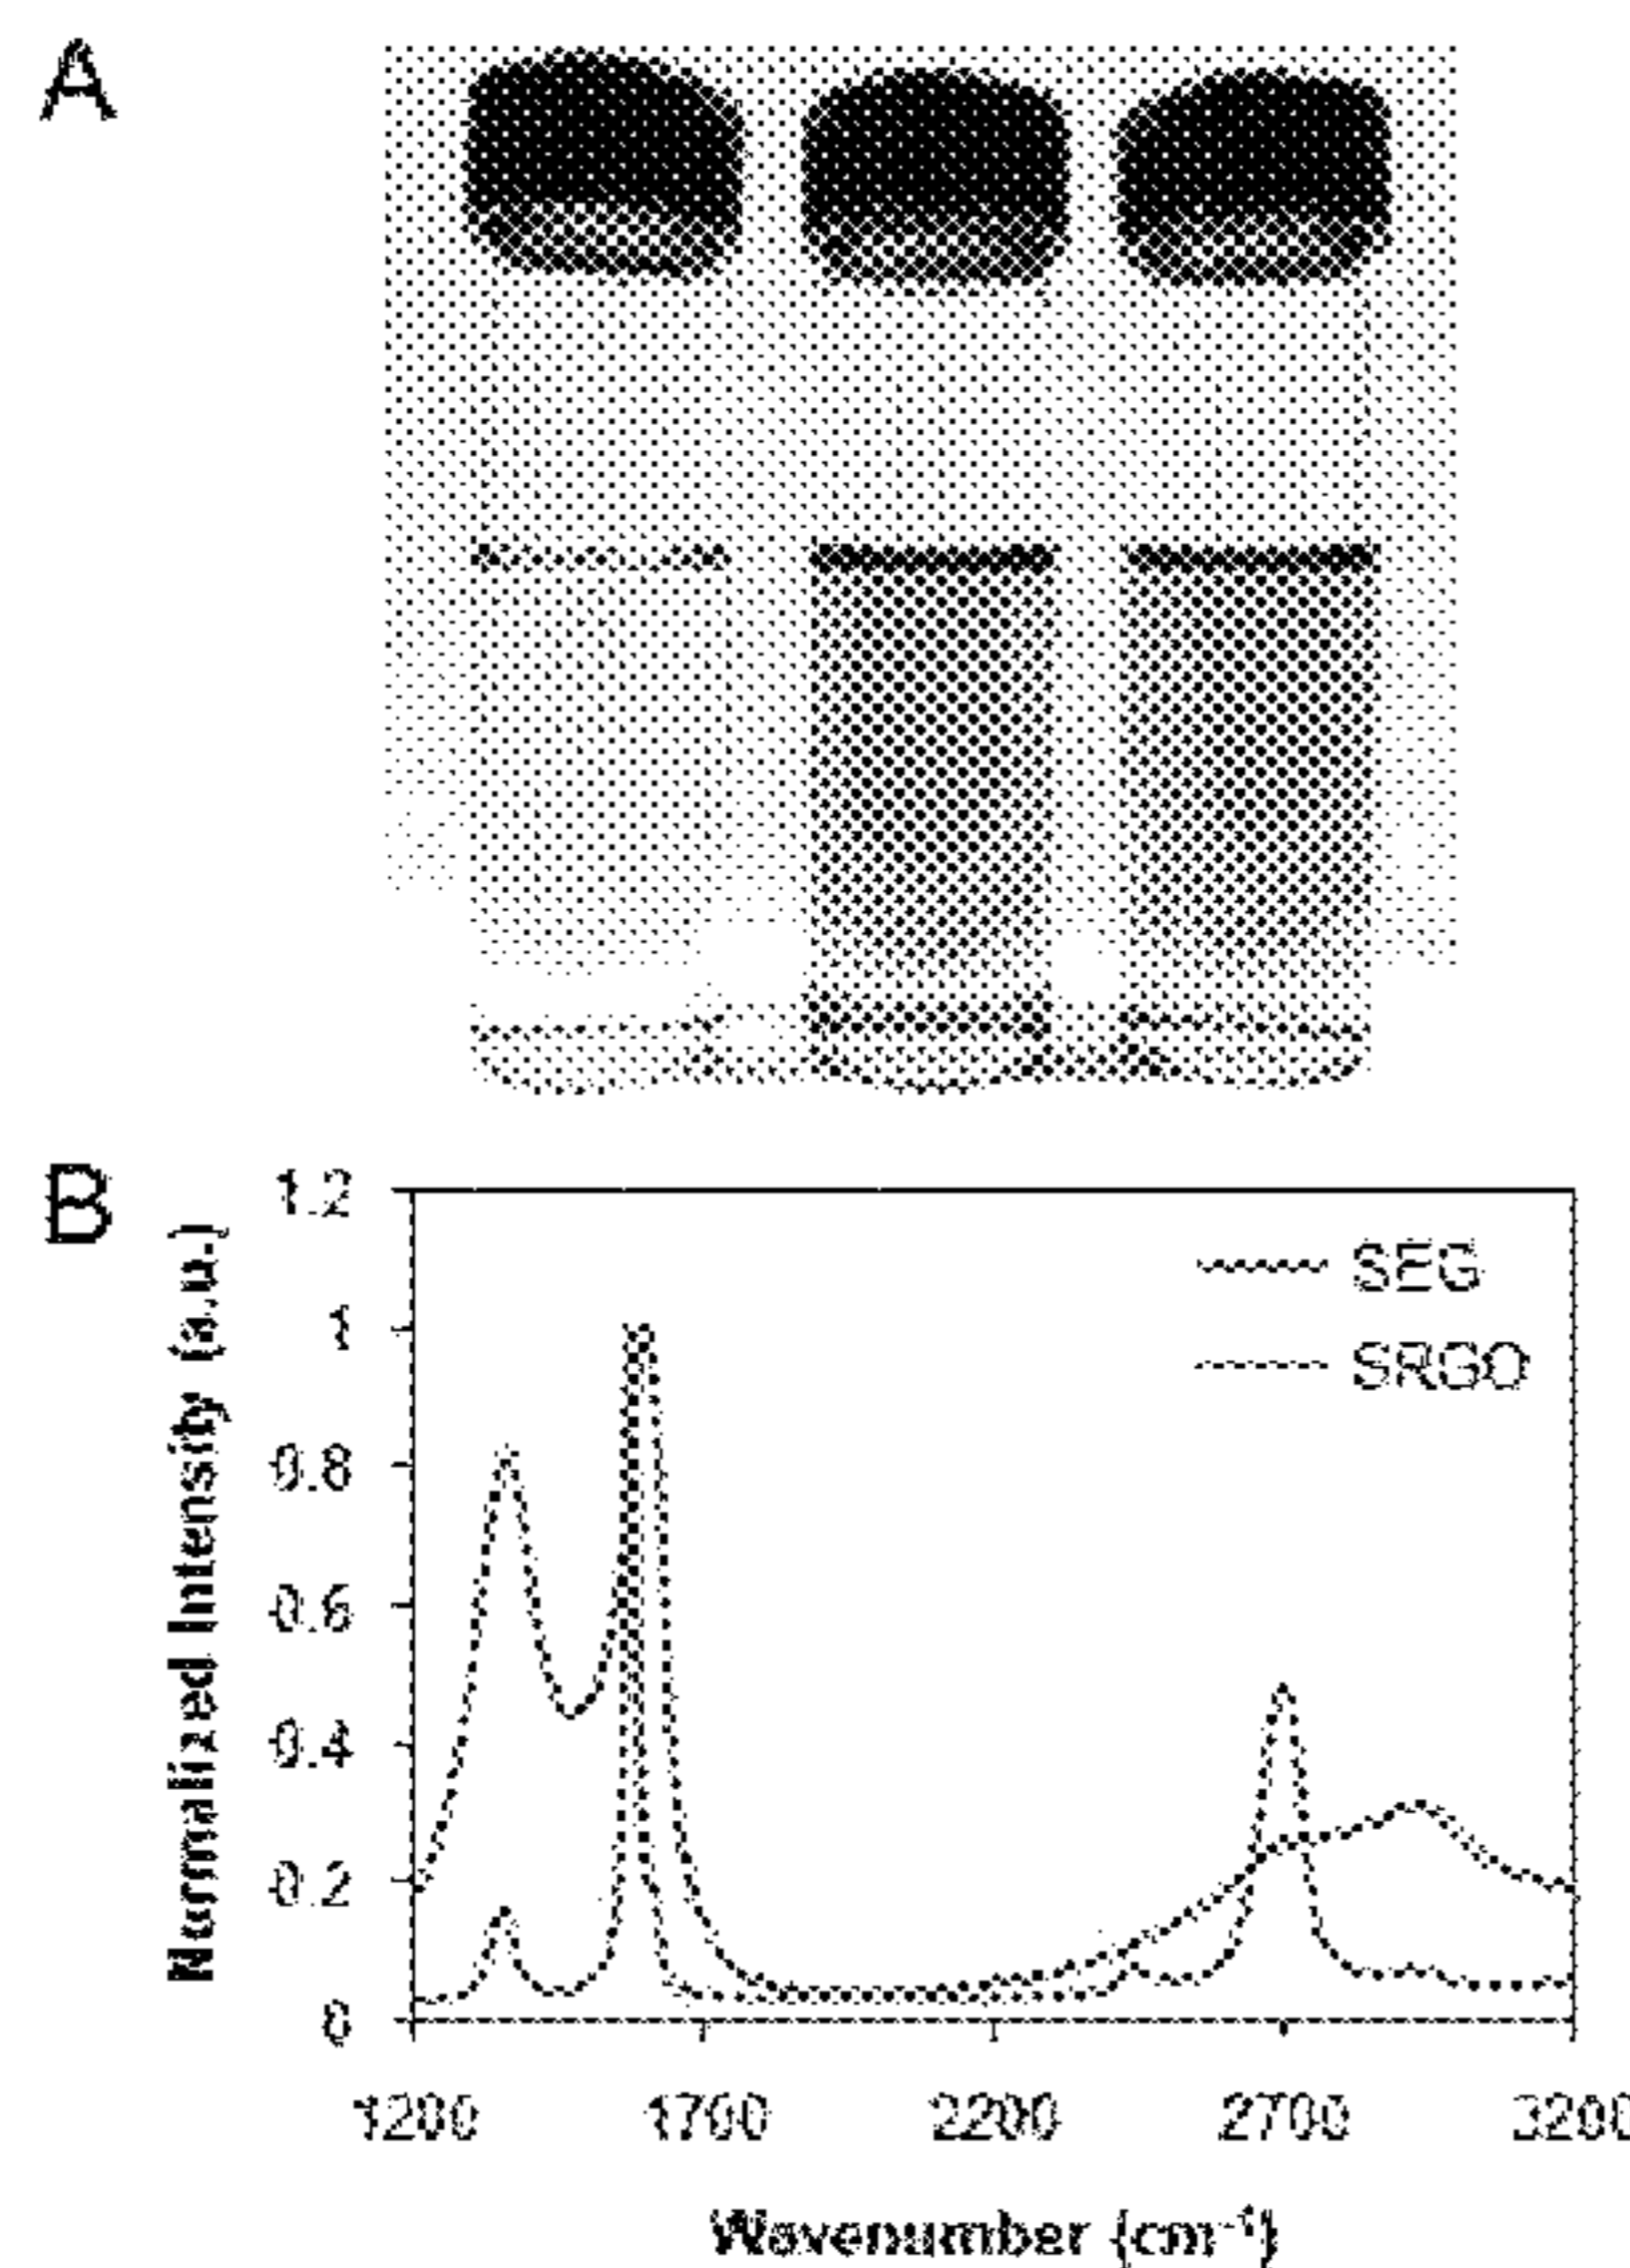 A
B
1.2
1
0.8
0.6
0.4
0.2
0
Normalized Intensity (a.u.)
SEG
SRGO
1200 1700 2200 2700 3200
Wavenumber (cm⁻¹)